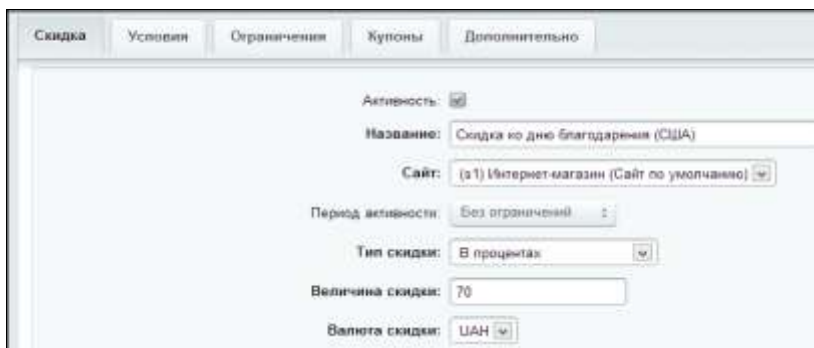 Скидка Условия Ограничения Купоны Дополнительно
Активность:
Название: Скидка ко дню благодарения (США)
Сайт: (s1) Интернет-магазин (Сайт по умолчанию)
Период активности: Без ограничений
Тип скидки: В процентах
Величина скидки: 70
Валюта скидки: UAH